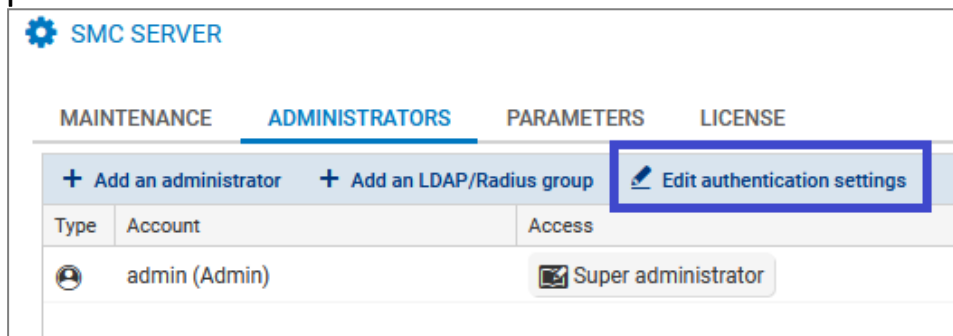 SMC SERVER
MAINTENANCE ADMINISTRATORS PARAMETERS LICENSE
+ Add an administrator + Add an LDAP/Radius group Edit authentication settings
Type Account Access
admin (Admin) Super administrator